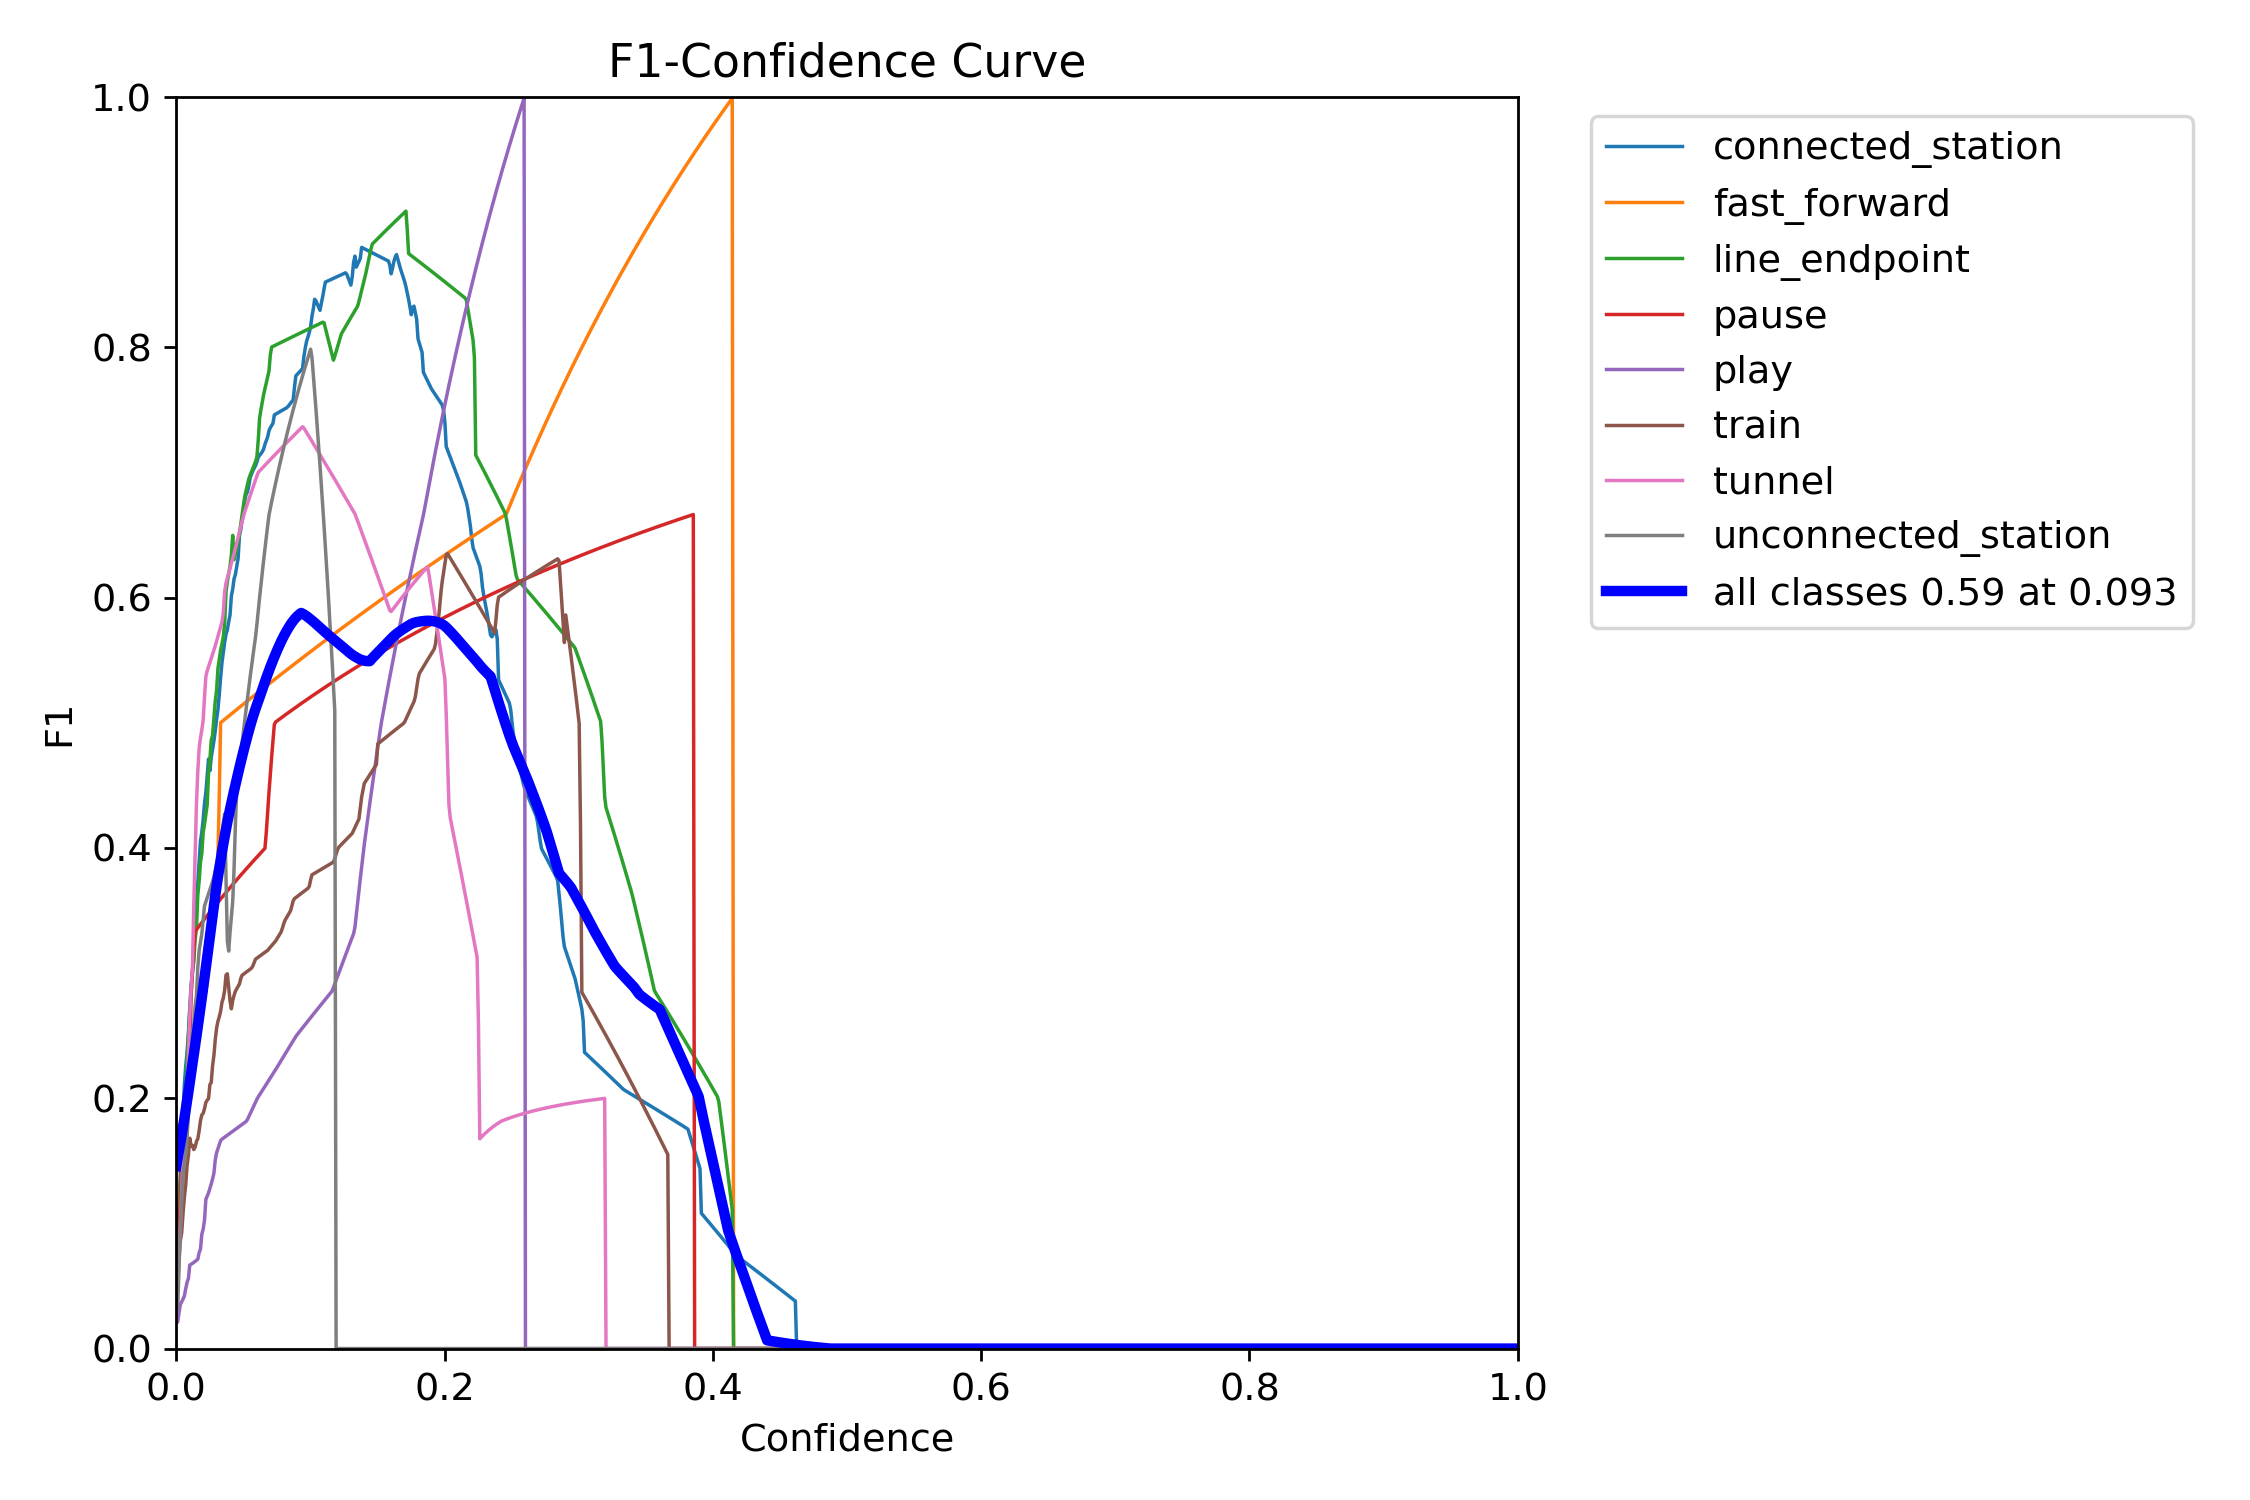 F1-Confidence Curve
1.0
0.8
0.6
0.4
0.2
0.0
F1
0.0 0.2 0.4 0.6 0.8 1.0
Confidence
connected_station
fast_forward
line_endpoint
pause
play
train
tunnel
unconnected_station
all classes 0.59 at 0.093